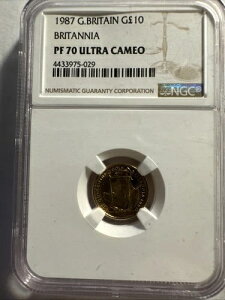 1987 G.BRITAIN G£10
BRITANNIA
PF 70 ULTRA CAMEO
4433975-029
NUMISMATIC GUARANTY CORPORATION
NGC